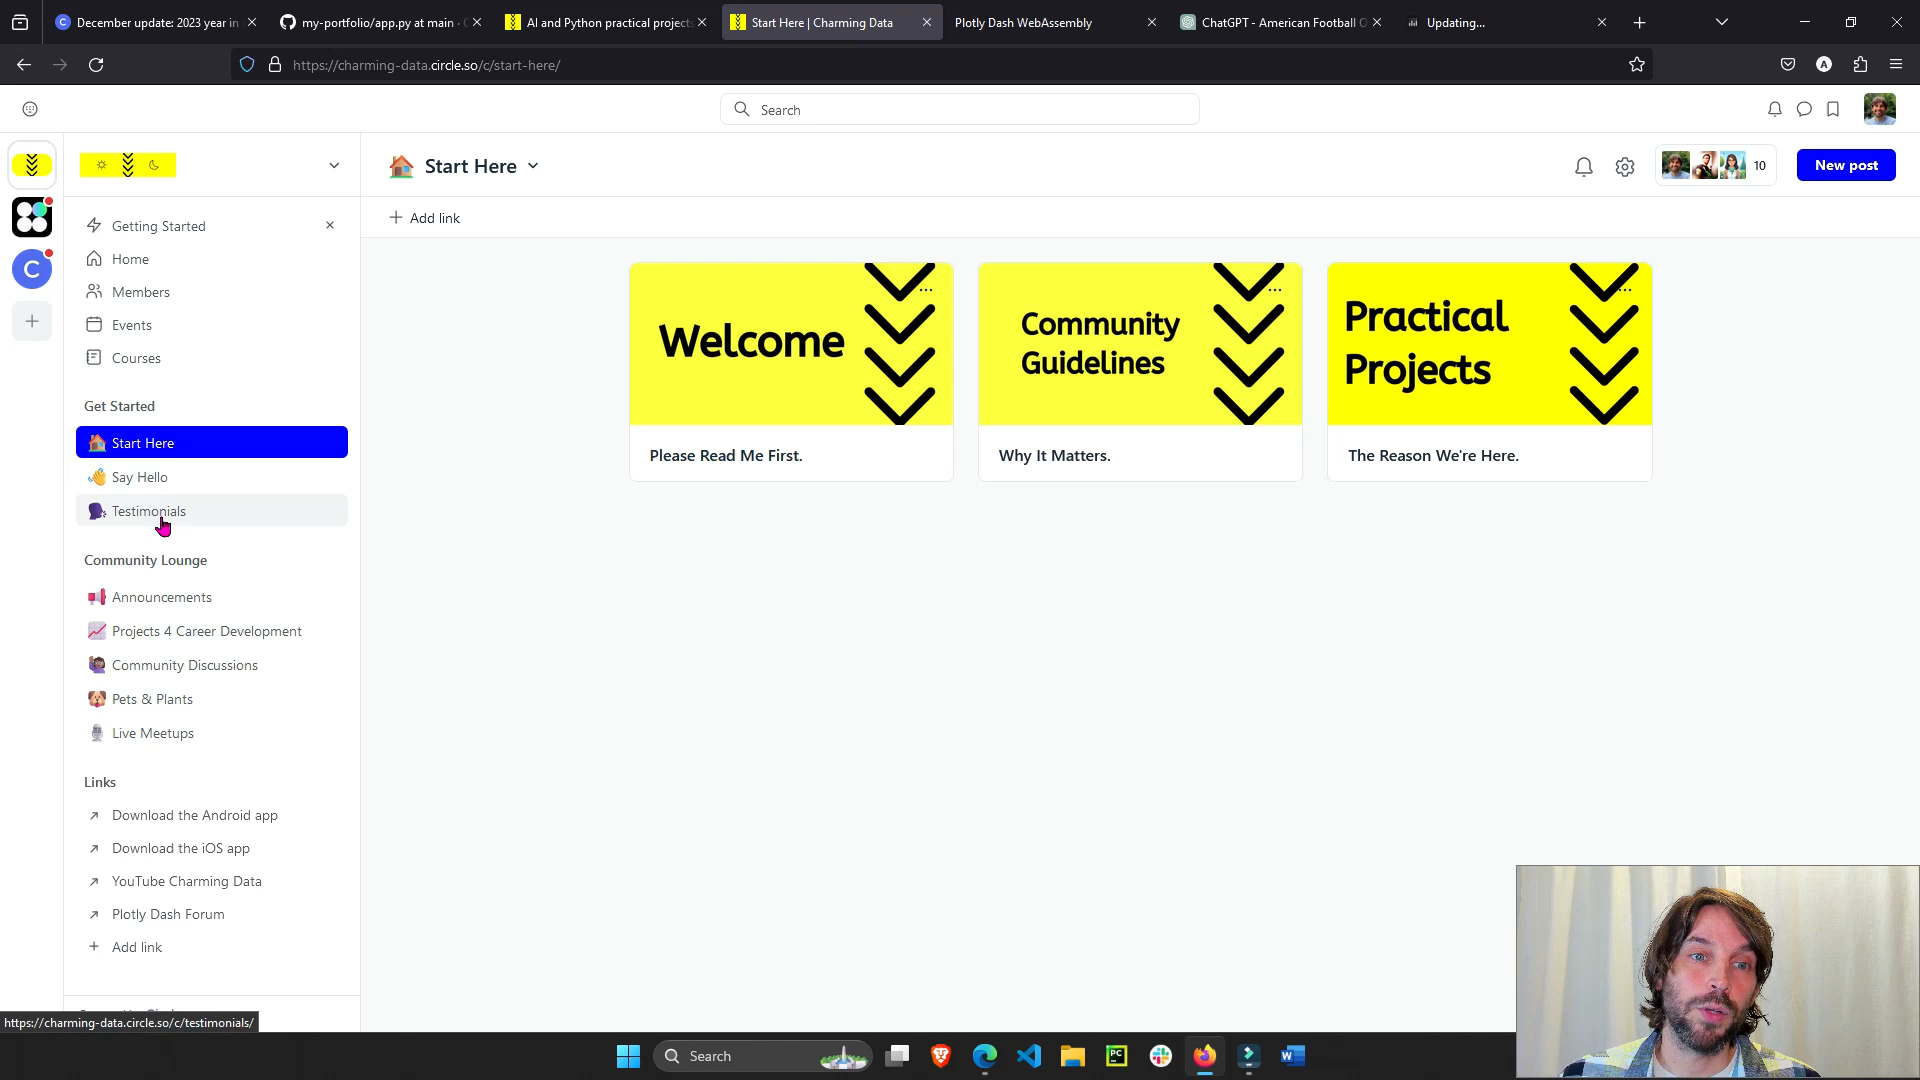 December update: 2023 year in
my-portfolio/app.py at main ·
AI and Python practical projects
Start Here | Charming Data
Plotly Dash WebAssembly
ChatGPT - American Football
Updating...
https://charming-data.circle.so/c/start-here/
A
Search
Start Here
10
New post
Add link
C
Getting Started
Home
Members
Events
Courses
Get Started
Start Here
Say Hello
Testimonials
Community Lounge
Announcements
Projects 4 Career Development
Community Discussions
Pets & Plants
Live Meetups
Links
Download the Android app
Download the iOS app
YouTube Charming Data
Plotly Dash Forum
Add link
Welcome
Please Read Me First.
Community
Guidelines
Why It Matters.
Practical
Projects
The Reason We're Here.
https://charming-data.circle.so/c/testimonials/
Search